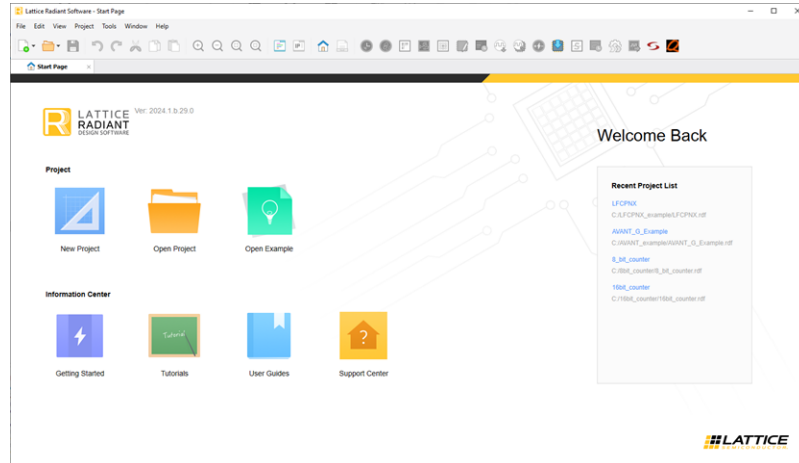 Lattice Radiant Software - Start Page
File Edit View Project Tools Window Help
Start Page
LATTICE
RADIANT
DESIGN SOFTWARE
Ver: 2024.1.b.29.0
Welcome Back
Project
New Project
Open Project
Open Example
Recent Project List
LFCPNX
C:/LFCPNX_example/LFCPNX.rdf
AVANT_G_Example
C:/AVANT_example/AVANT_G_Example.rdf
8_bit_counter
C:/8bit_counter/8_bit_counter.rdf
16bit_counter
C:/16bit_counter/16bit_counter.rdf
Information Center
Tutorial
Getting Started
Tutorials
User Guides
Support Center
LATTICE
SEMICONDUCTOR